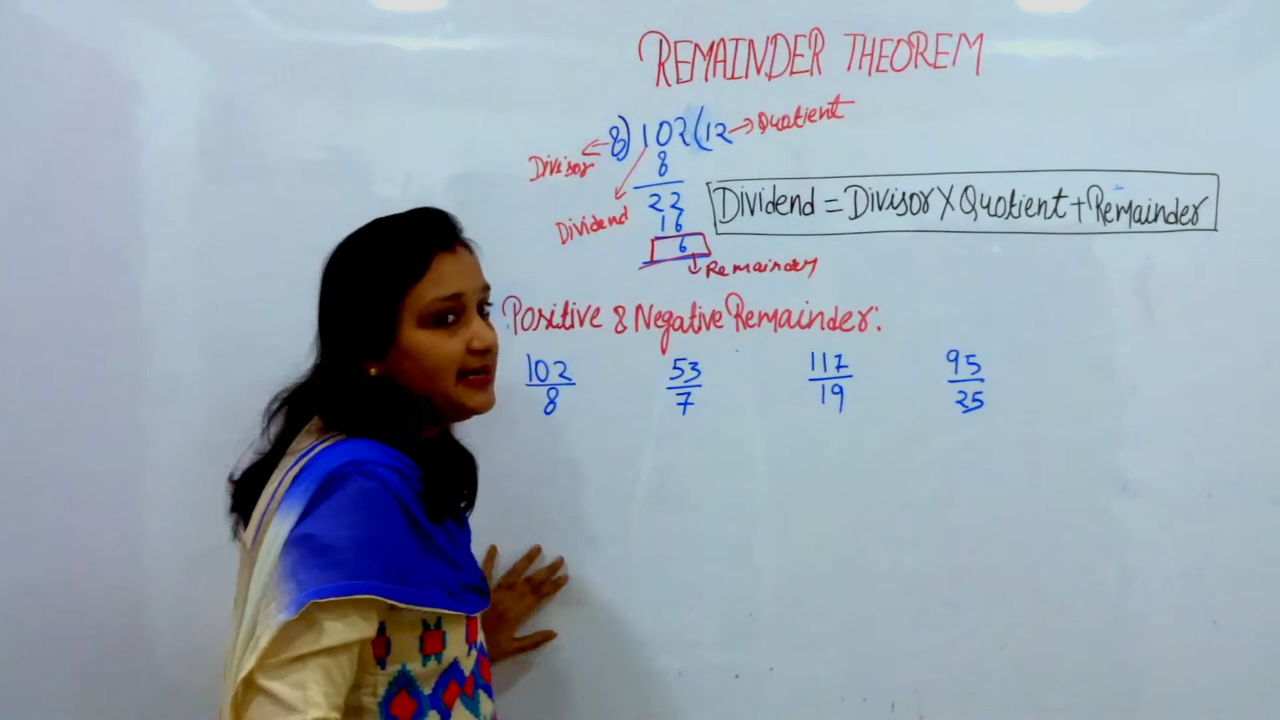 REMAINDER THEOREM
8) 102 (12 → Quotient
Divisor
8
22
Dividend
16
6
Remainder
Dividend = Divisor X Quotient + Remainder
Positive & Negative Remainder:
102/8 53/7 117/19 95/25